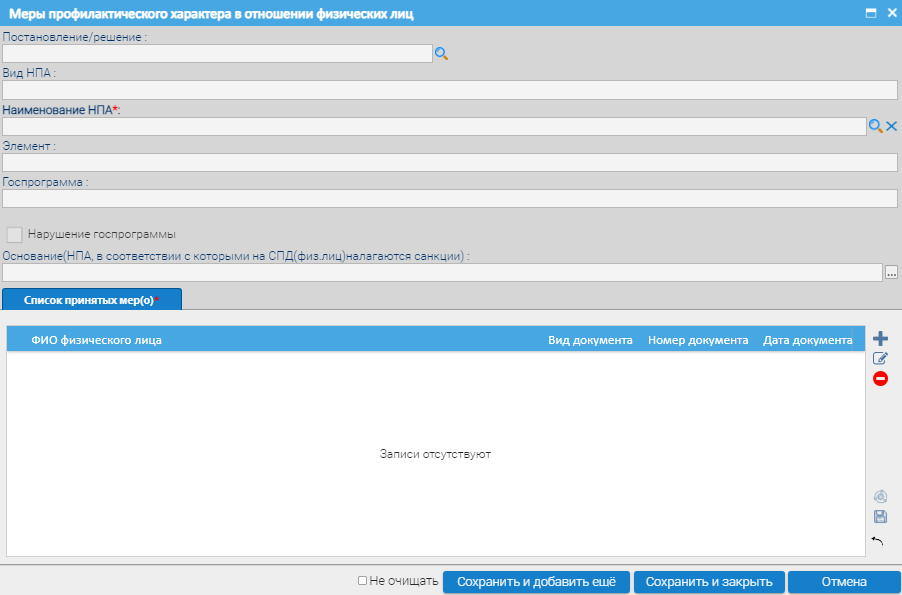 Меры профилактического характера в отношении физических лиц
Постановление/решение :
Вид НПА :
Наименование НПА*:
Элемент :
Госпрограмма :
Нарушение госпрограммы
Основание(НПА, в соответствии с которыми на СПД(физ.лиц)налагаются санкции) :
...
Список принятых мер(о)*
ФИО физического лица Вид документа Номер документа Дата документа
Записи отсутствуют
Не очищать Сохранить и добавить ещё Сохранить и закрыть Отмена